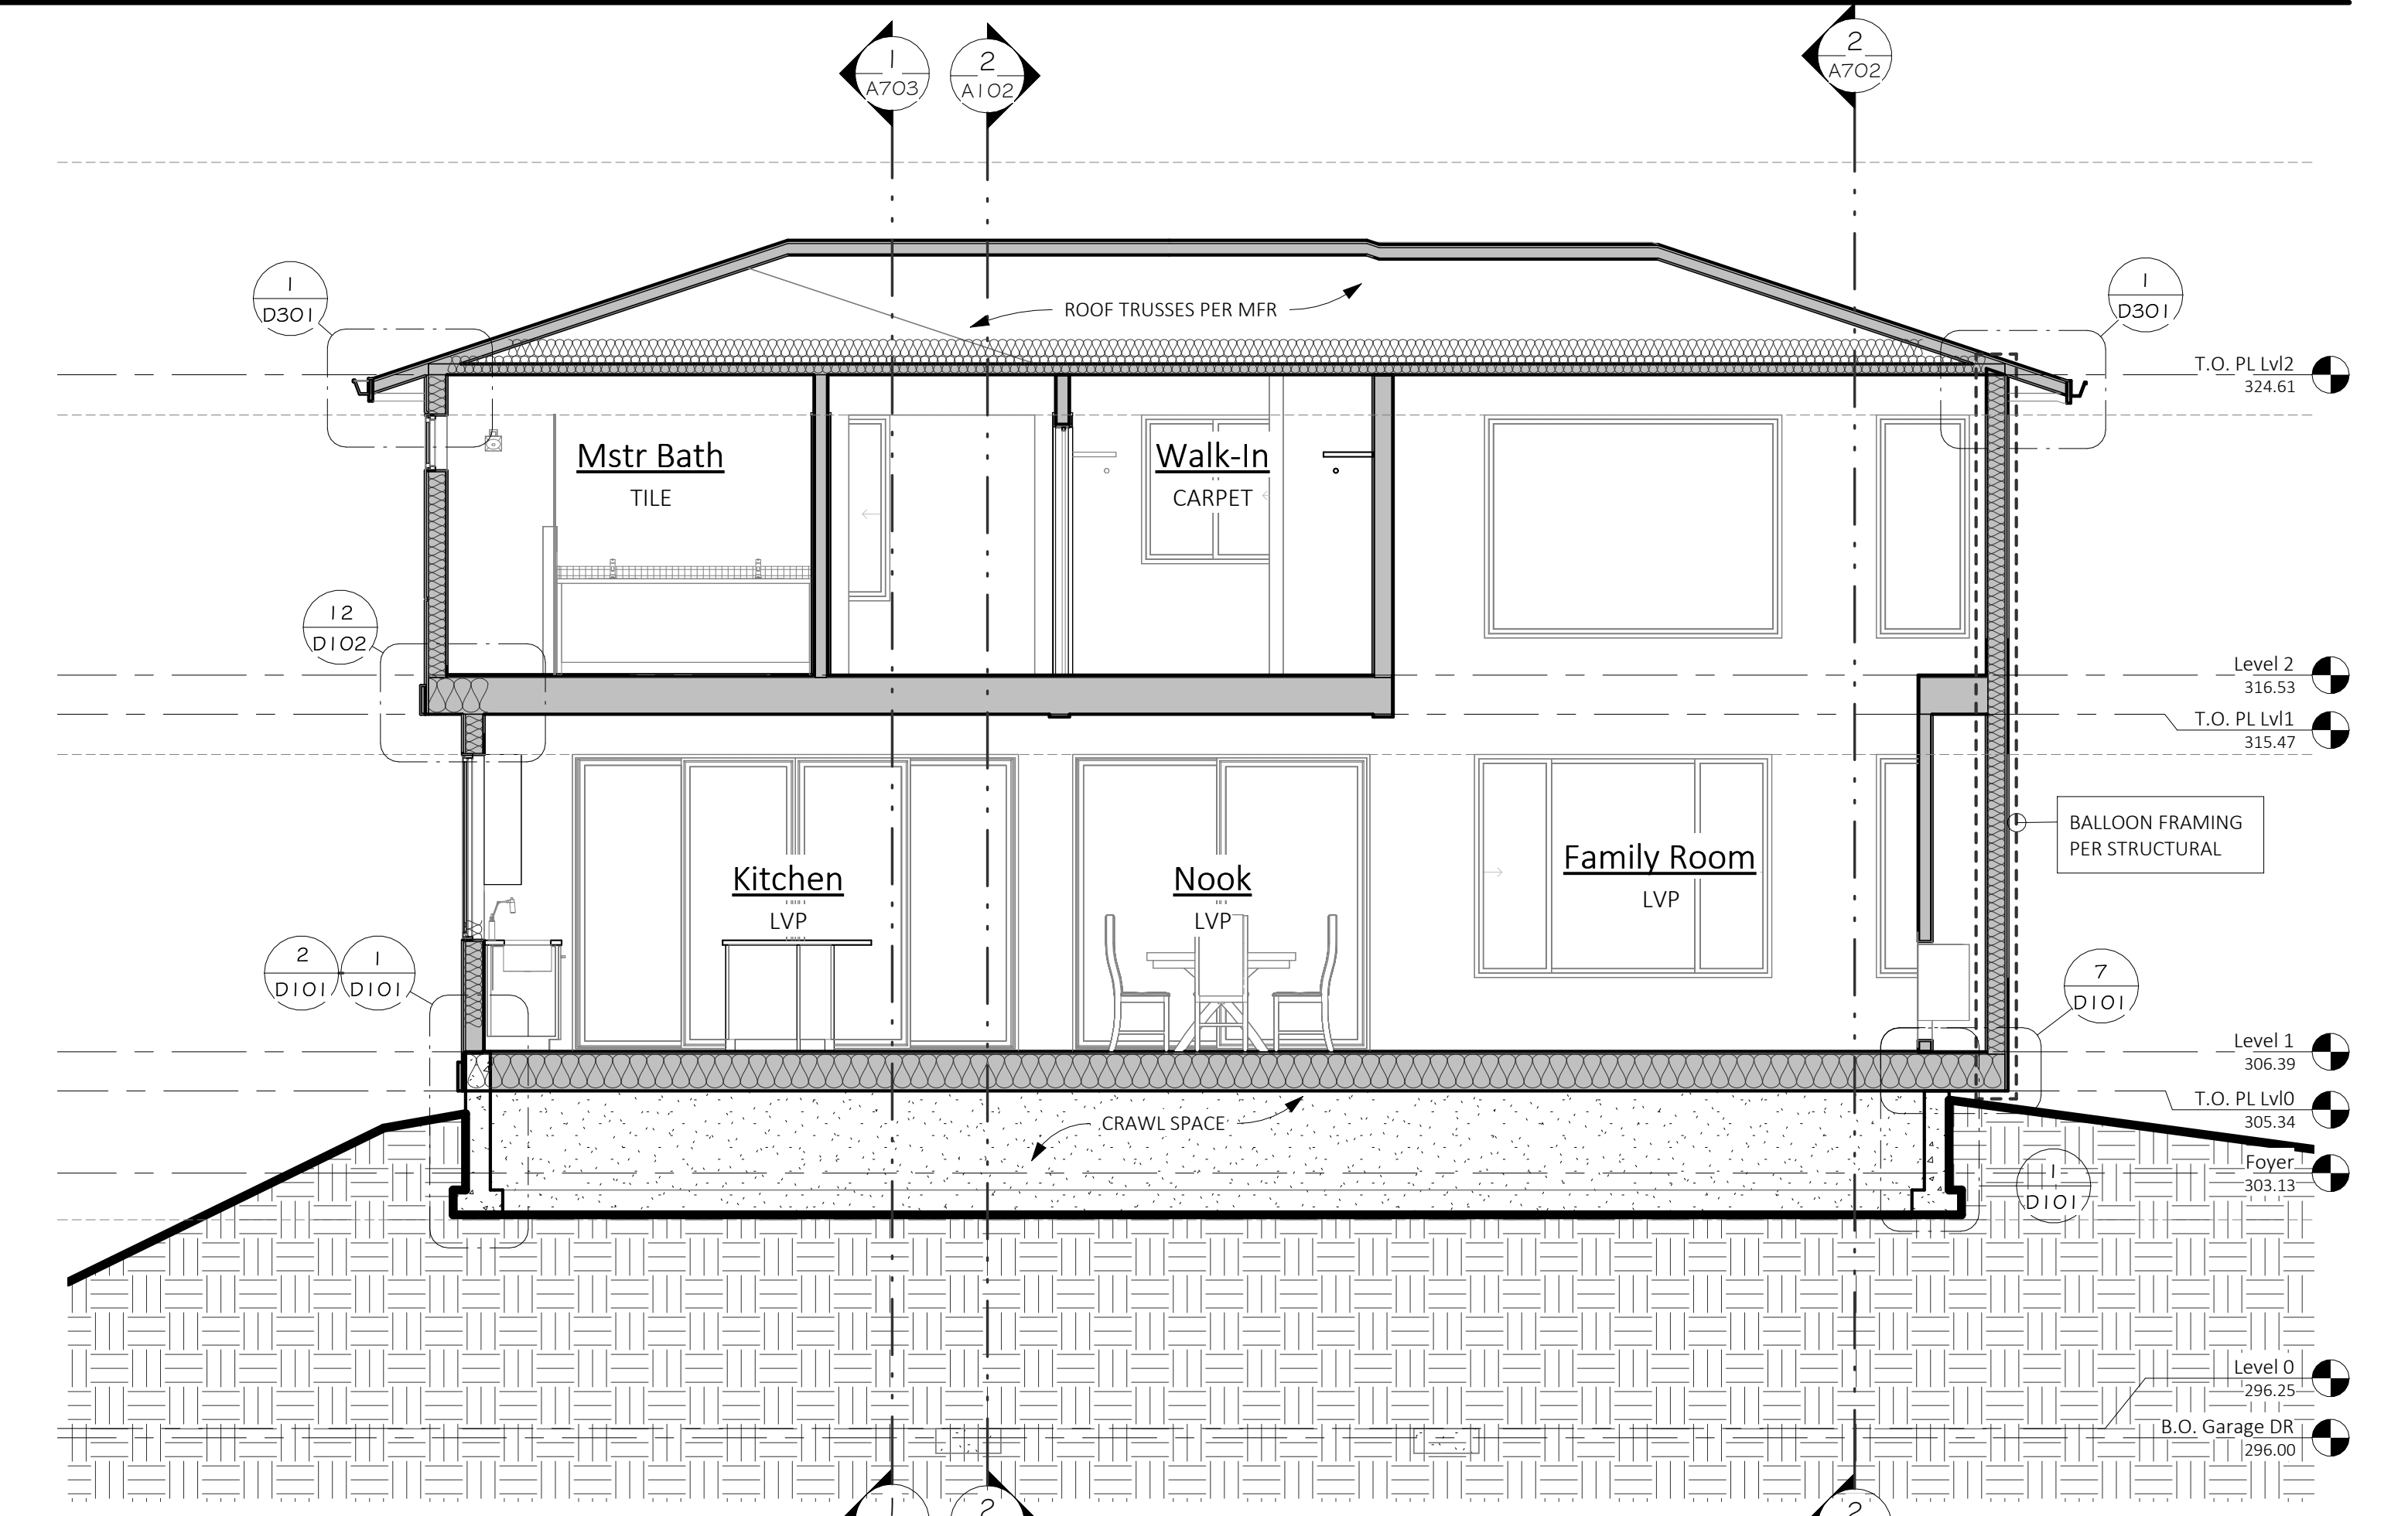 1
A703
2
A102
2
A702
1
D301
ROOF TRUSSES PER MFR
1
D301
T.O. PL Lvl2
324.61
Mstr Bath
TILE
Walk-In
CARPET
12
D102
Level 2
316.53
T.O. PL Lvl1
315.47
BALLOON FRAMING
PER STRUCTURAL
Kitchen
LVP
Nook
LVP
Family Room
LVP
2
D101
1
D101
7
D101
Level 1
306.39
T.O. PL Lvl0
305.34
CRAWL SPACE
Foyer
303.13
1
D101
Level 0
296.25
B.O. Garage DR
296.00
1
2
2